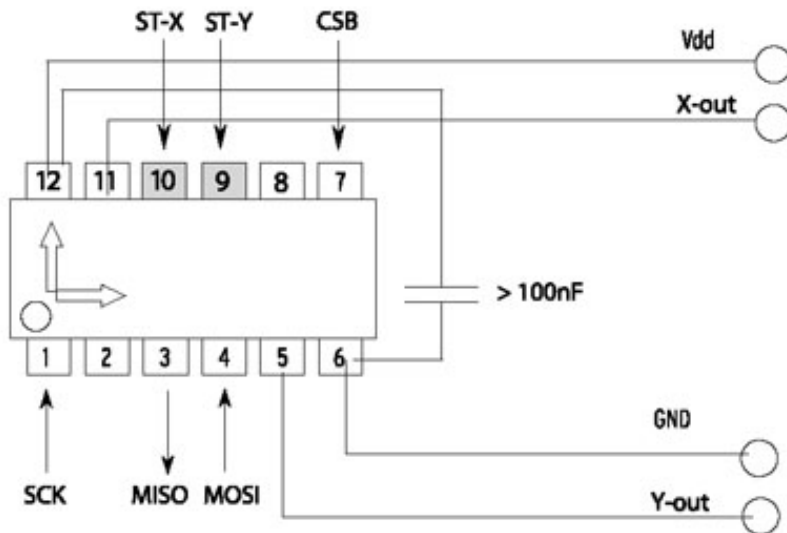 ST-X ST-Y CSB
Vdd
X-out
12 11 10 9 8 7
> 100nF
1 2 3 4 5 6
GND
SCK MISO MOSI
Y-out